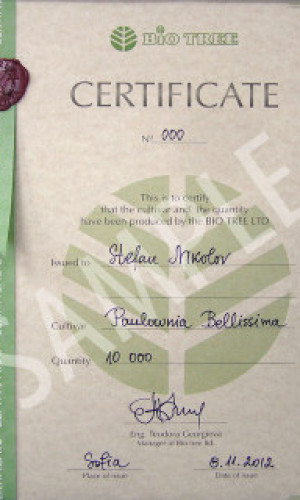 BIO TREE
CERTIFICATE
Nº 000
This is to certify
that the cultivar and the quantity
have been produced by the BIO TREE LTD
Issued to Stefan Nikolov
Cultivar Paulownia Bellissima
Quantity 10 000
Eng. Teodora Georgieva
Manager of Bio tree ltd.
Sofia 8.11.2012
Place of issue Date of issue
SAMPLE